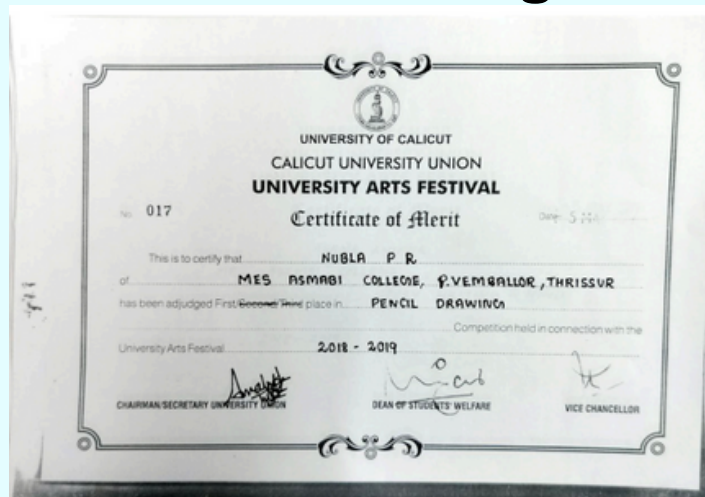 UNIVERSITY OF CALICUT
CALICUT UNIVERSITY UNION
UNIVERSITY ARTS FESTIVAL
No. 017
Certificate of Merit
Date
This is to certify that NUBLA P R
of MES ASMABI COLLEGE, P.VEMBALLOR, THRISSUR
has been adjudged First/Second/Third place in PENCIL DRAWING
Competition held in connection with the
University Arts Festival 2018 - 2019
CHAIRMAN/SECRETARY UNIVERSITY UNION DEAN OF STUDENTS' WELFARE VICE CHANCELLOR